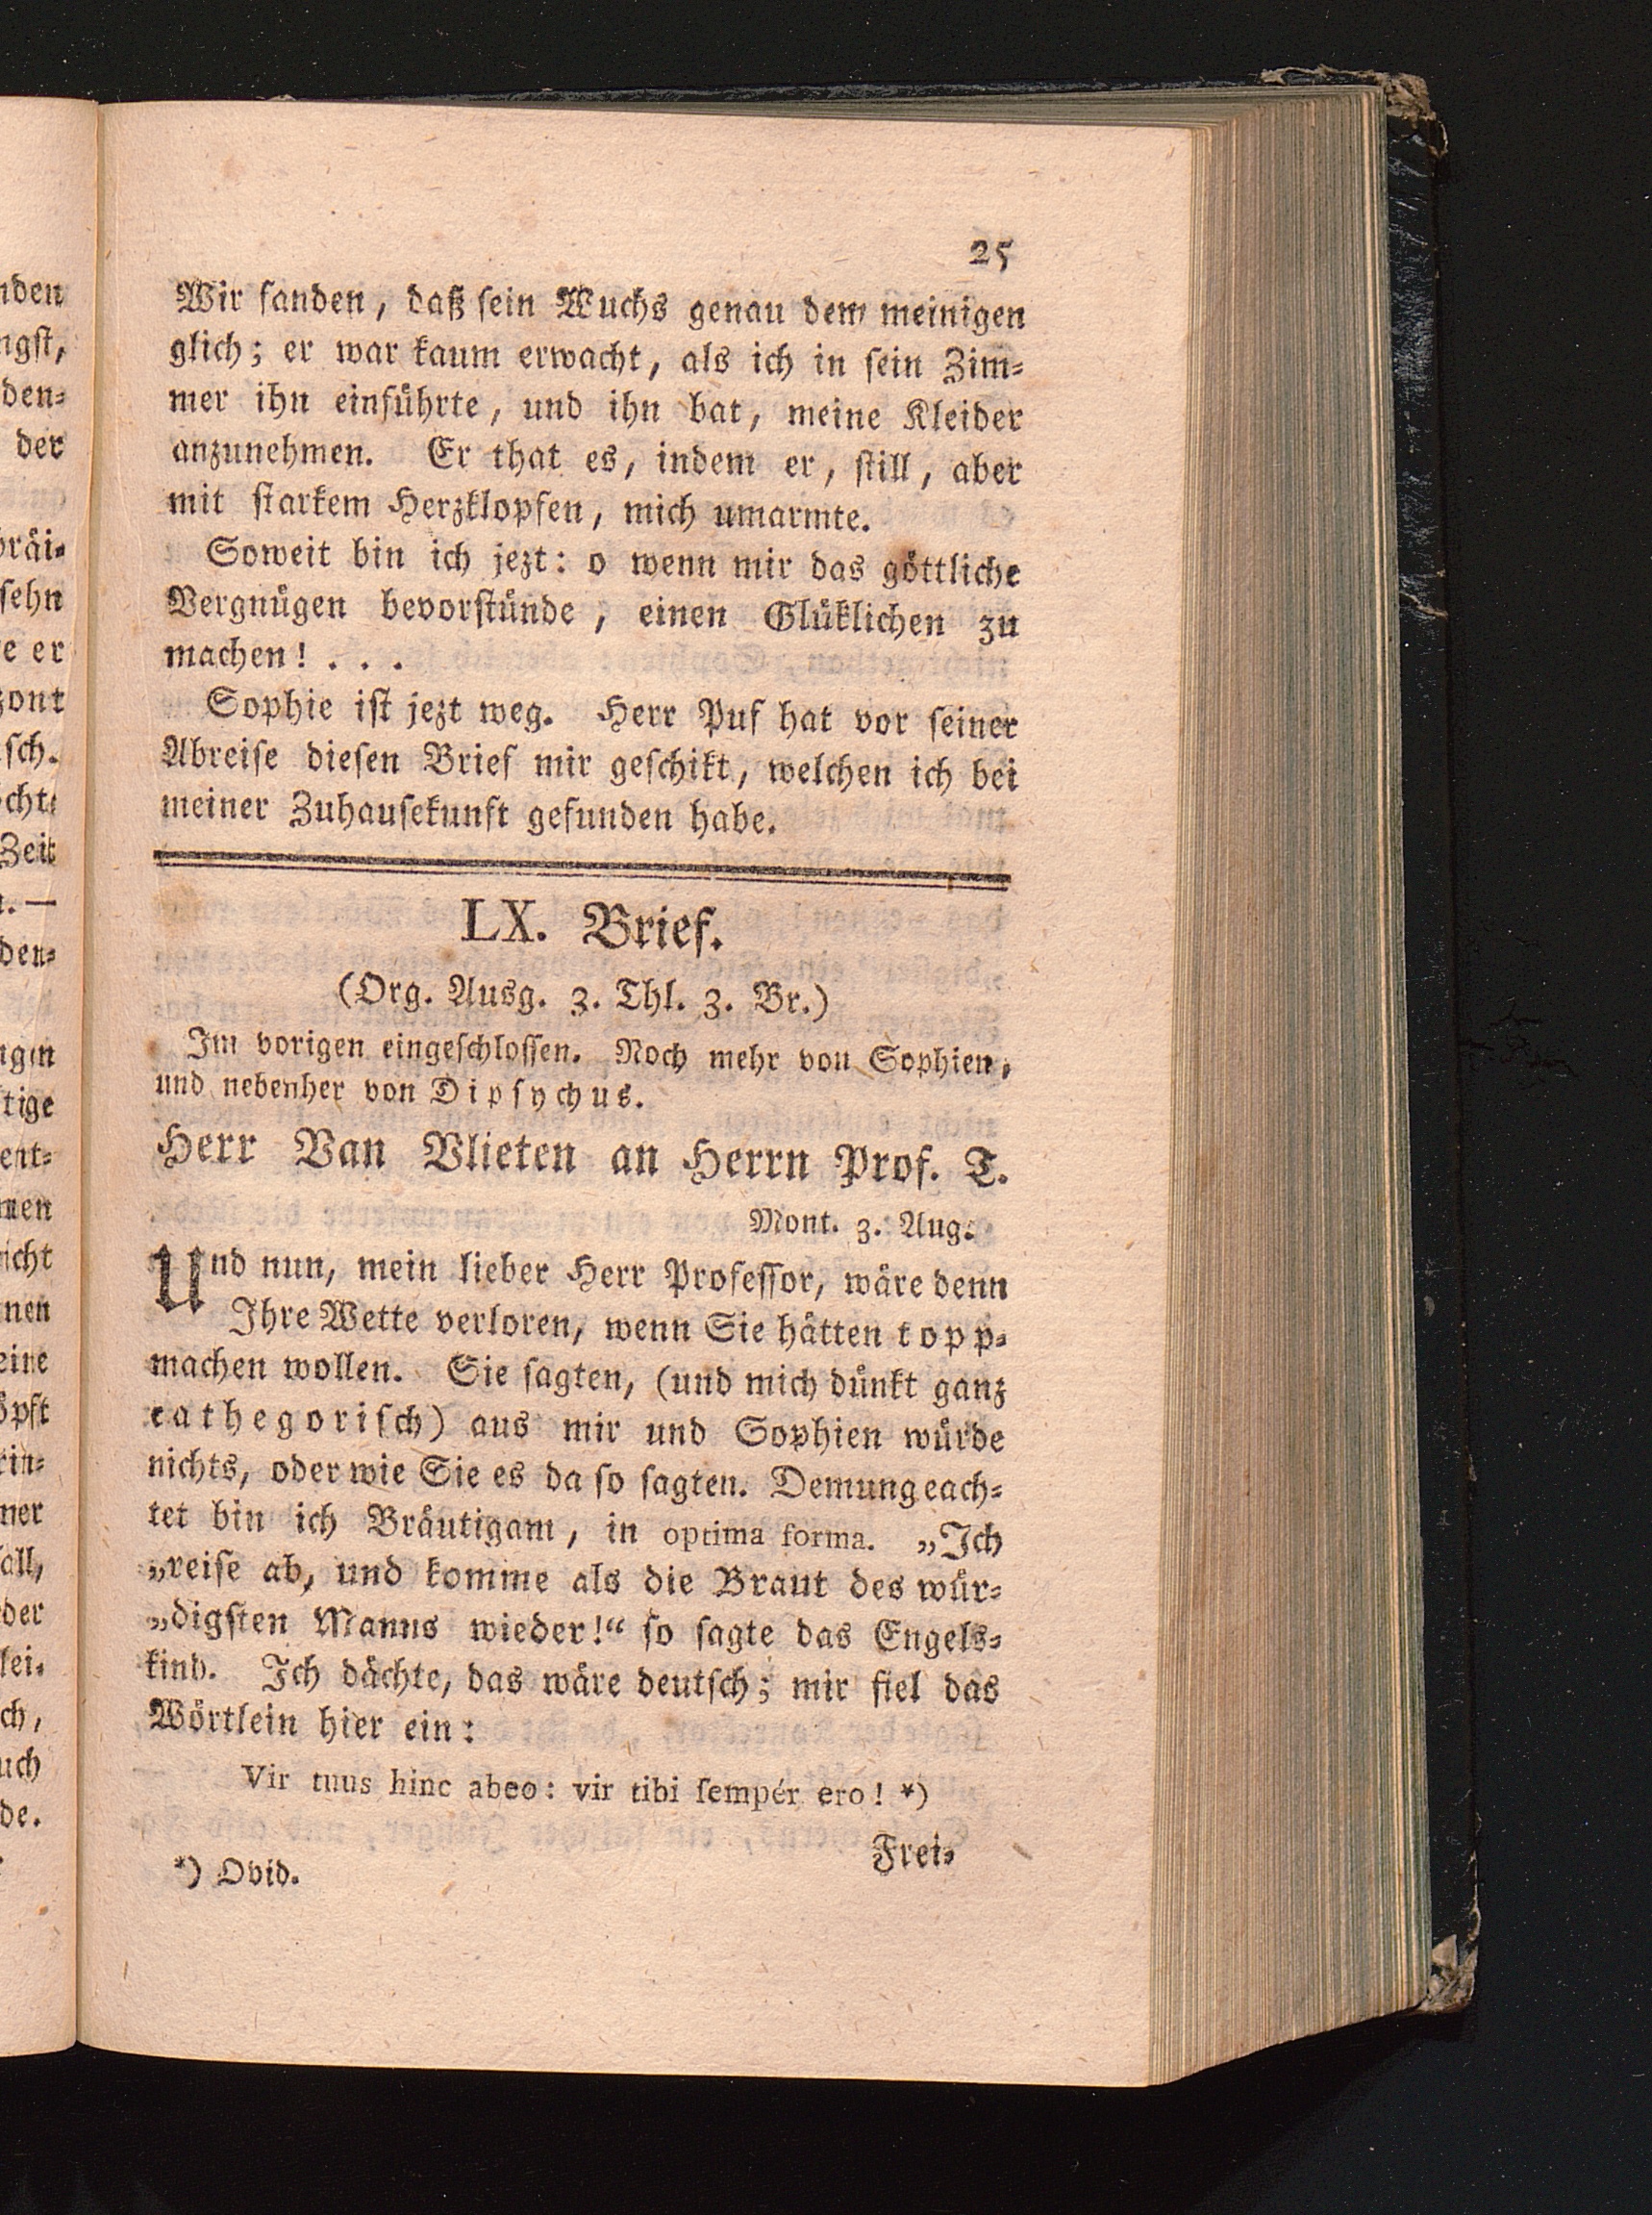 25
Wir fanden, daß ſein Wuchs genau dem meinigen
glich; er war kaum erwacht, als ich in ſein Zim-
mer ihn einführte, und ihn bat, meine Kleider
anzunehmen. Er that es, indem er, ſtill, aber
mit ſtarkem Herzklopfen, mich umarmte.
Soweit bin ich jezt: o wenn mir das göttliche
Vergnügen bevorſtünde, einen Glüklichen zu
machen! . . .
Sophie iſt jezt weg. Herr Puf hat vor ſeiner
Abreiſe dieſen Brief mir geſchikt, welchen ich bei
meiner Zuhauſekunft gefunden habe.
LX. Brief.
(Org. Ausg. 3. Thl. 3. Br.)
Im vorigen eingeſchloſſen. Noch mehr von Sophien,
und nebenher von Dipſychus.
Herr Van Vlieten an Herrn Prof. T.
Mont. 3. Aug.
Und nun, mein lieber Herr Profeſſor, wäre denn
Ihre Wette verloren, wenn Sie hätten topp-
machen wollen. Sie ſagten, (und mich dünkt ganz
cathegoriſch) aus mir und Sophien würde
nichts, oder wie Sie es da ſo ſagten. Demungeach-
tet bin ich Bräutigam, in optima forma. „Ich
„reiſe ab, und komme als die Braut des wür-
„digſten Manns wieder!“ ſo ſagte das Engels-
kind. Ich dächte, das wäre deutſch; mir fiel das
Wörtlein hier ein:
Vir tuus hinc abeo: vir tibi ſempér ero! *)
Frei-
*) Ovid.